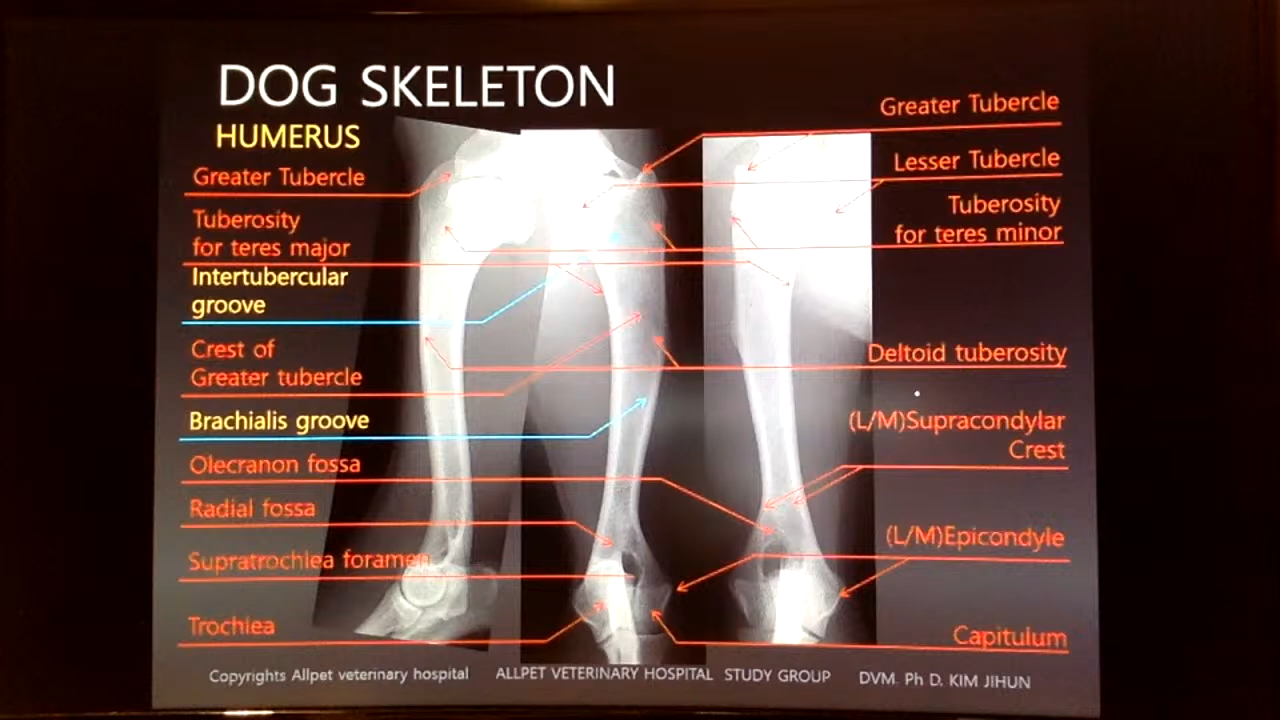 DOG SKELETON
HUMERUS
Greater Tubercle
Tuberosity
for teres major
Intertubercular
groove
Crest of
Greater tubercle
Brachialis groove
Olecranon fossa
Radial fossa
Supratrochlea foramen
Trochlea
Greater Tubercle
Lesser Tubercle
Tuberosity
for teres minor
Deltoid tuberosity
(L/M)Supracondylar
Crest
(L/M)Epicondyle
Capitulum
Copyrights Allpet veterinary hospital ALLPET VETERINARY HOSPITAL STUDY GROUP DVM. Ph D. KIM JIHUN